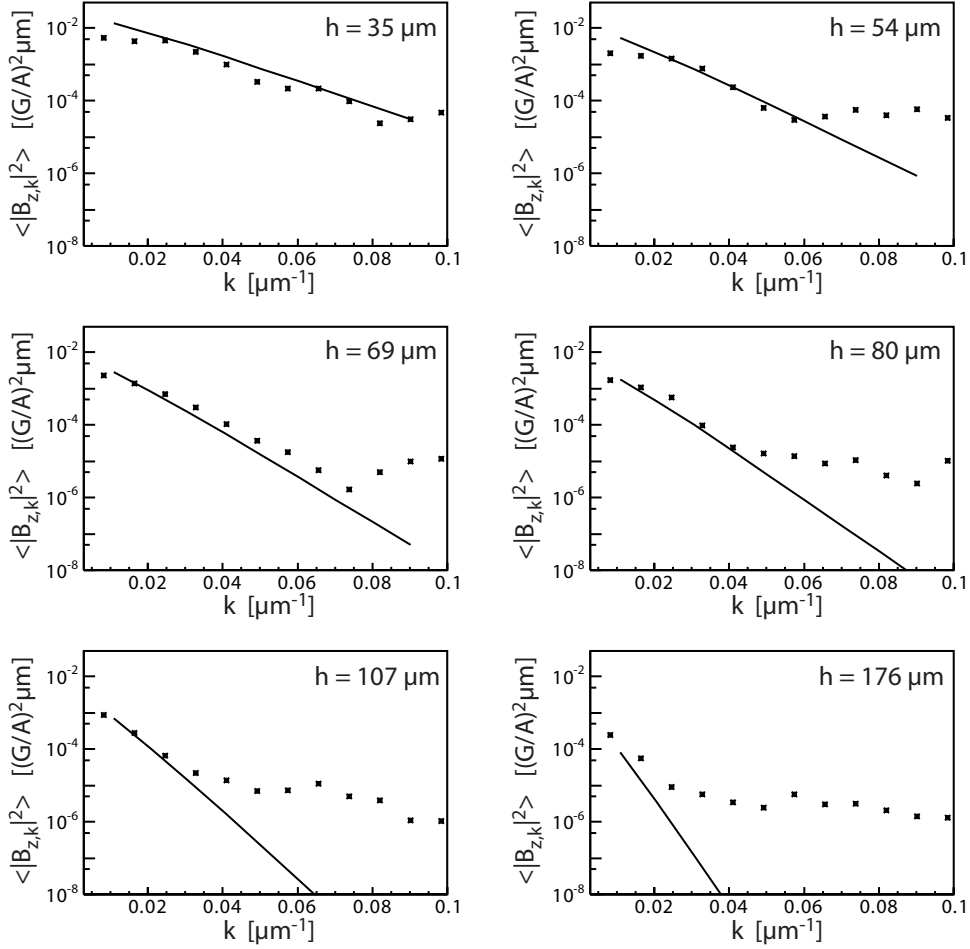 h = 35 µm
<|B_{z,k}|^2> [(G/A)^2µm]
10^-2
10^-4
10^-6
10^-8
0.02 0.04 0.06 0.08 0.1
k [µm^-1]
h = 54 µm
<|B_{z,k}|^2> [(G/A)^2µm]
10^-2
10^-4
10^-6
10^-8
0.02 0.04 0.06 0.08 0.1
k [µm^-1]
h = 69 µm
<|B_{z,k}|^2> [(G/A)^2µm]
10^-2
10^-4
10^-6
10^-8
0.02 0.04 0.06 0.08 0.1
k [µm^-1]
h = 80 µm
<|B_{z,k}|^2> [(G/A)^2µm]
10^-2
10^-4
10^-6
10^-8
0.02 0.04 0.06 0.08 0.1
k [µm^-1]
h = 107 µm
<|B_{z,k}|^2> [(G/A)^2µm]
10^-2
10^-4
10^-6
10^-8
0.02 0.04 0.06 0.08 0.1
k [µm^-1]
h = 176 µm
<|B_{z,k}|^2> [(G/A)^2µm]
10^-2
10^-4
10^-6
10^-8
0.02 0.04 0.06 0.08 0.1
k [µm^-1]